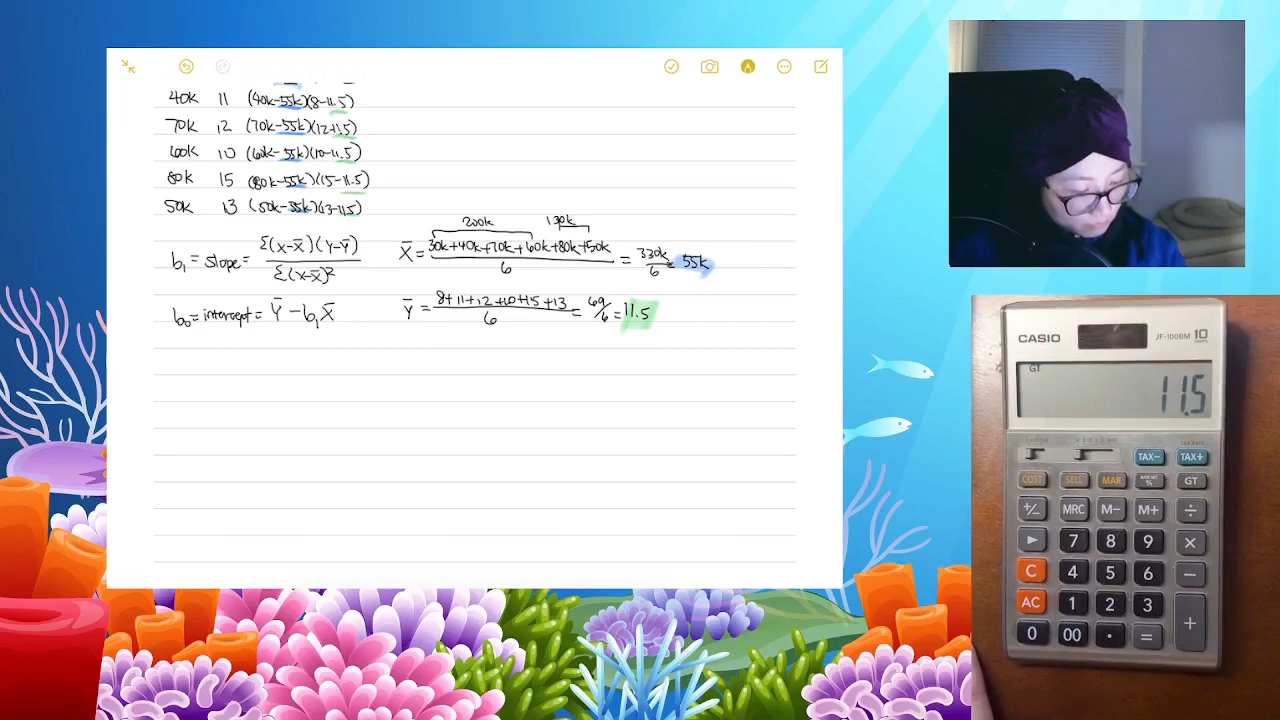 40k 11 (40k-55k)(8-11.5)
70k 12 (70k-55k)(12+11.5)
60k 10 (60k-55k)(10-11.5)
80k 15 (80k-55k)(15-11.5)
50k 13 (50k-55k)(13-11.5)
200k 130k
b₁ = slope = Σ(x-x̄)(y-ȳ) / Σ(x-x̄)²
x̄ = 30k+40k+70k+60k+80k+50k / 6 = 330k / 6 = 55k
b₀ = intercept = ȳ - b₁x̄
ȳ = 8+11+12+10+15+13 / 6 = 69/6 = 11.5
CASIO JF-100BM 10
GT
11.5
TAX- TAX+
COST SELL MAR % GT
+/- MRC M- M+ ÷
▶ 7 8 9 ×
C 4 5 6 −
AC 1 2 3 +
0 00 · =